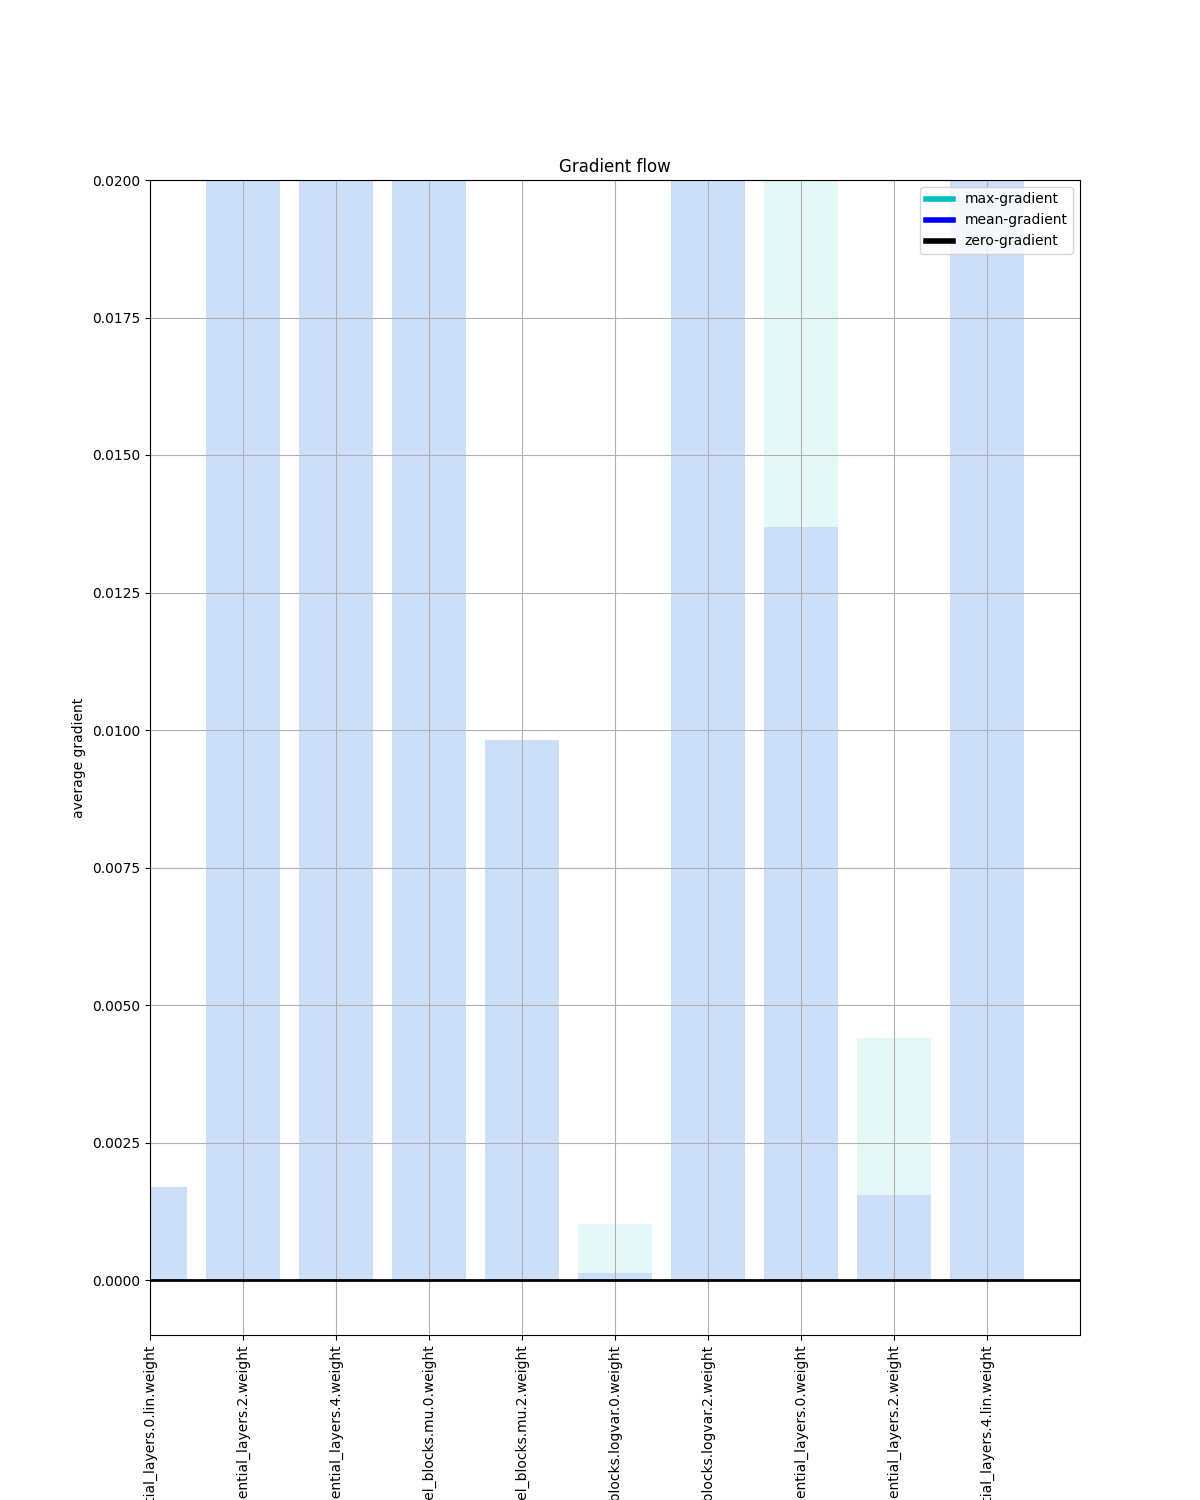 Gradient flow
max-gradient
mean-gradient
zero-gradient
average gradient
0.0200
0.0175
0.0150
0.0125
0.0100
0.0075
0.0050
0.0025
0.0000
tial_layers.0.lin.weight
ential_layers.2.weight
ential_layers.4.weight
el_blocks.mu.0.weight
el_blocks.mu.2.weight
blocks.logvar.0.weight
blocks.logvar.2.weight
ential_layers.0.weight
ential_layers.2.weight
tial_layers.4.lin.weight